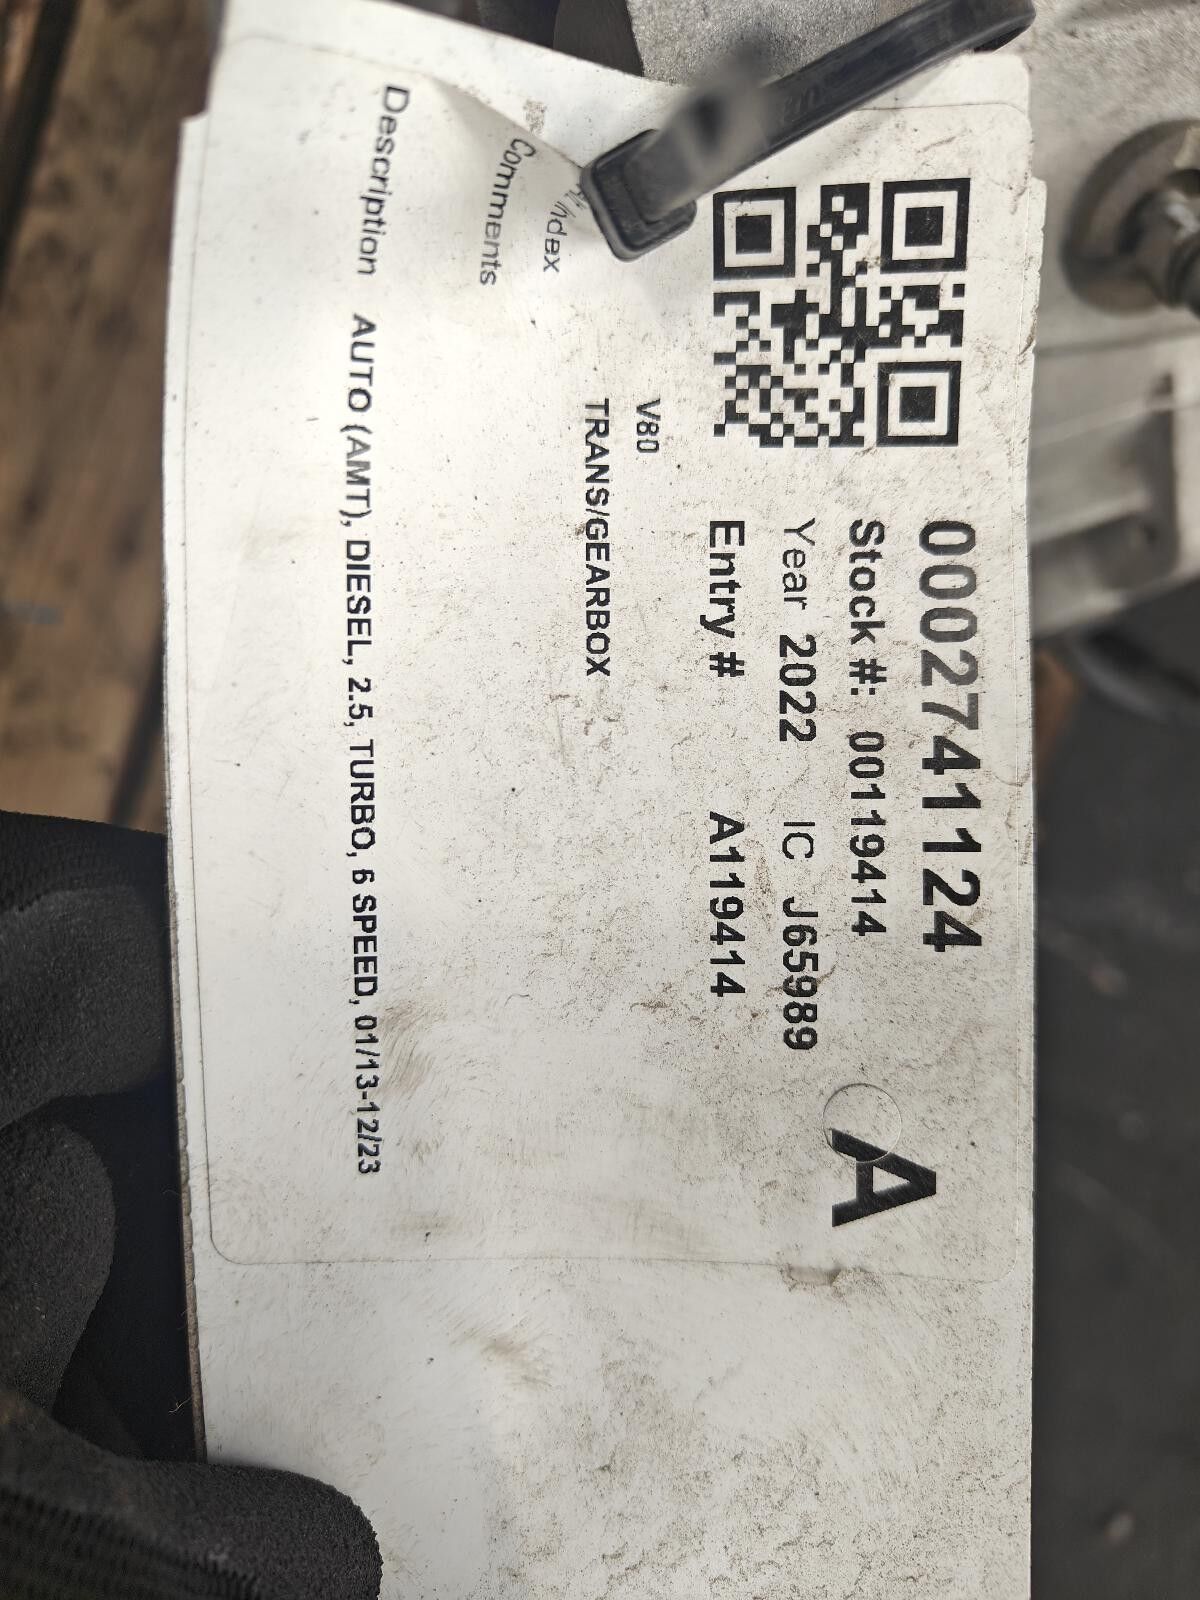 0002741124
Stock #: 00119414
A
Year 2022 IC J65989
Entry # A119414
V80
TRANS/GEARBOX
Index
Comments
Description AUTO (AMT), DIESEL, 2.5, TURBO, 6 SPEED, 01/13-12/23